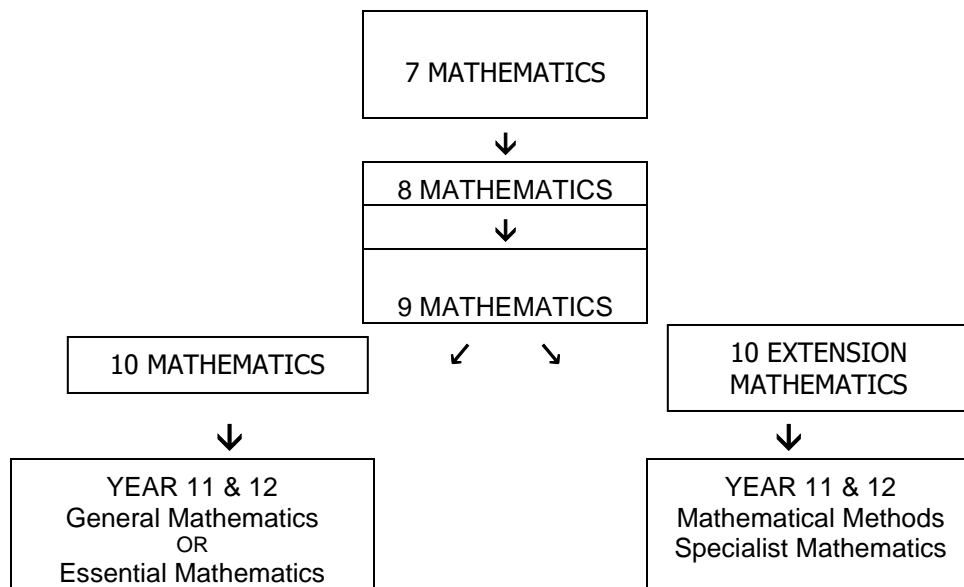 7 MATHEMATICS
8 MATHEMATICS
9 MATHEMATICS
10 MATHEMATICS
10 EXTENSION
MATHEMATICS
YEAR 11 & 12
General Mathematics
OR
Essential Mathematics
YEAR 11 & 12
Mathematical Methods
Specialist Mathematics